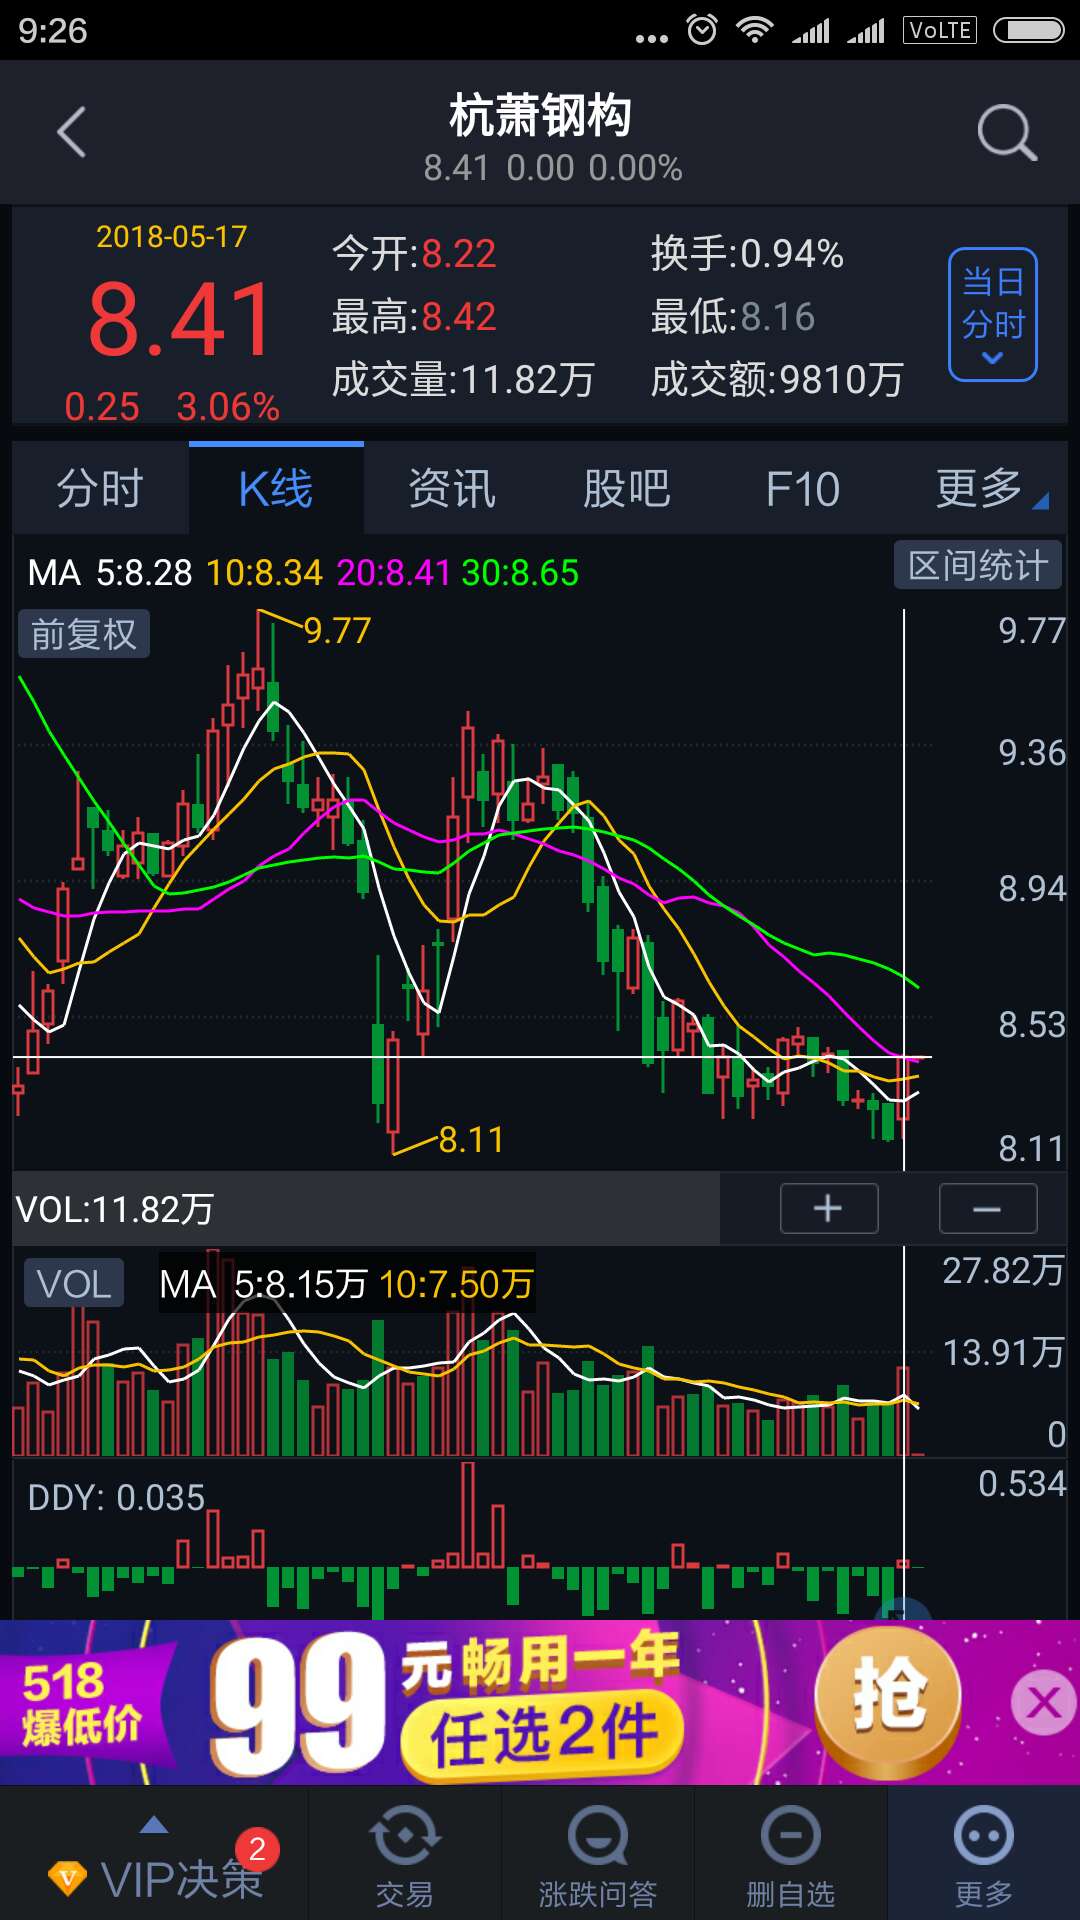 9:26
VoLTE
杭萧钢构
8.41 0.00 0.00%
2018-05-17
8.41
0.25 3.06%
今开:8.22
换手:0.94%
最高:8.42
最低:8.16
成交量:11.82万
成交额:9810万
当日
分时
分时 K线 资讯 股吧 F10 更多
MA 5:8.28 10:8.34 20:8.41 30:8.65
区间统计
前复权
9.77
9.77
9.36
8.94
8.53
8.11
8.11
VOL:11.82万
+ −
VOL
MA 5:8.15万 10:7.50万
27.82万
13.91万
0
DDY: 0.035
0.534
518
爆低价
99
元畅用一年
任选2件
抢
X
2
V
VIP决策 交易 涨跌问答 删自选 更多